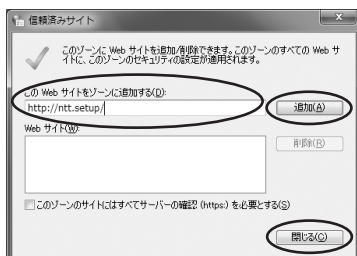 信頼済みサイト
このゾーンに Web サイトを追加/削除できます。このゾーンのすべての Web サ
イトに、このゾーンのセキュリティの設定が適用されます。
この Web サイトをゾーンに追加する(D):
http://ntt.setup/
追加(A)
Web サイト(W):
削除(R)
このゾーンのサイトにはすべてサーバーの確認 (https:) を必要とする(S)
閉じる(C)